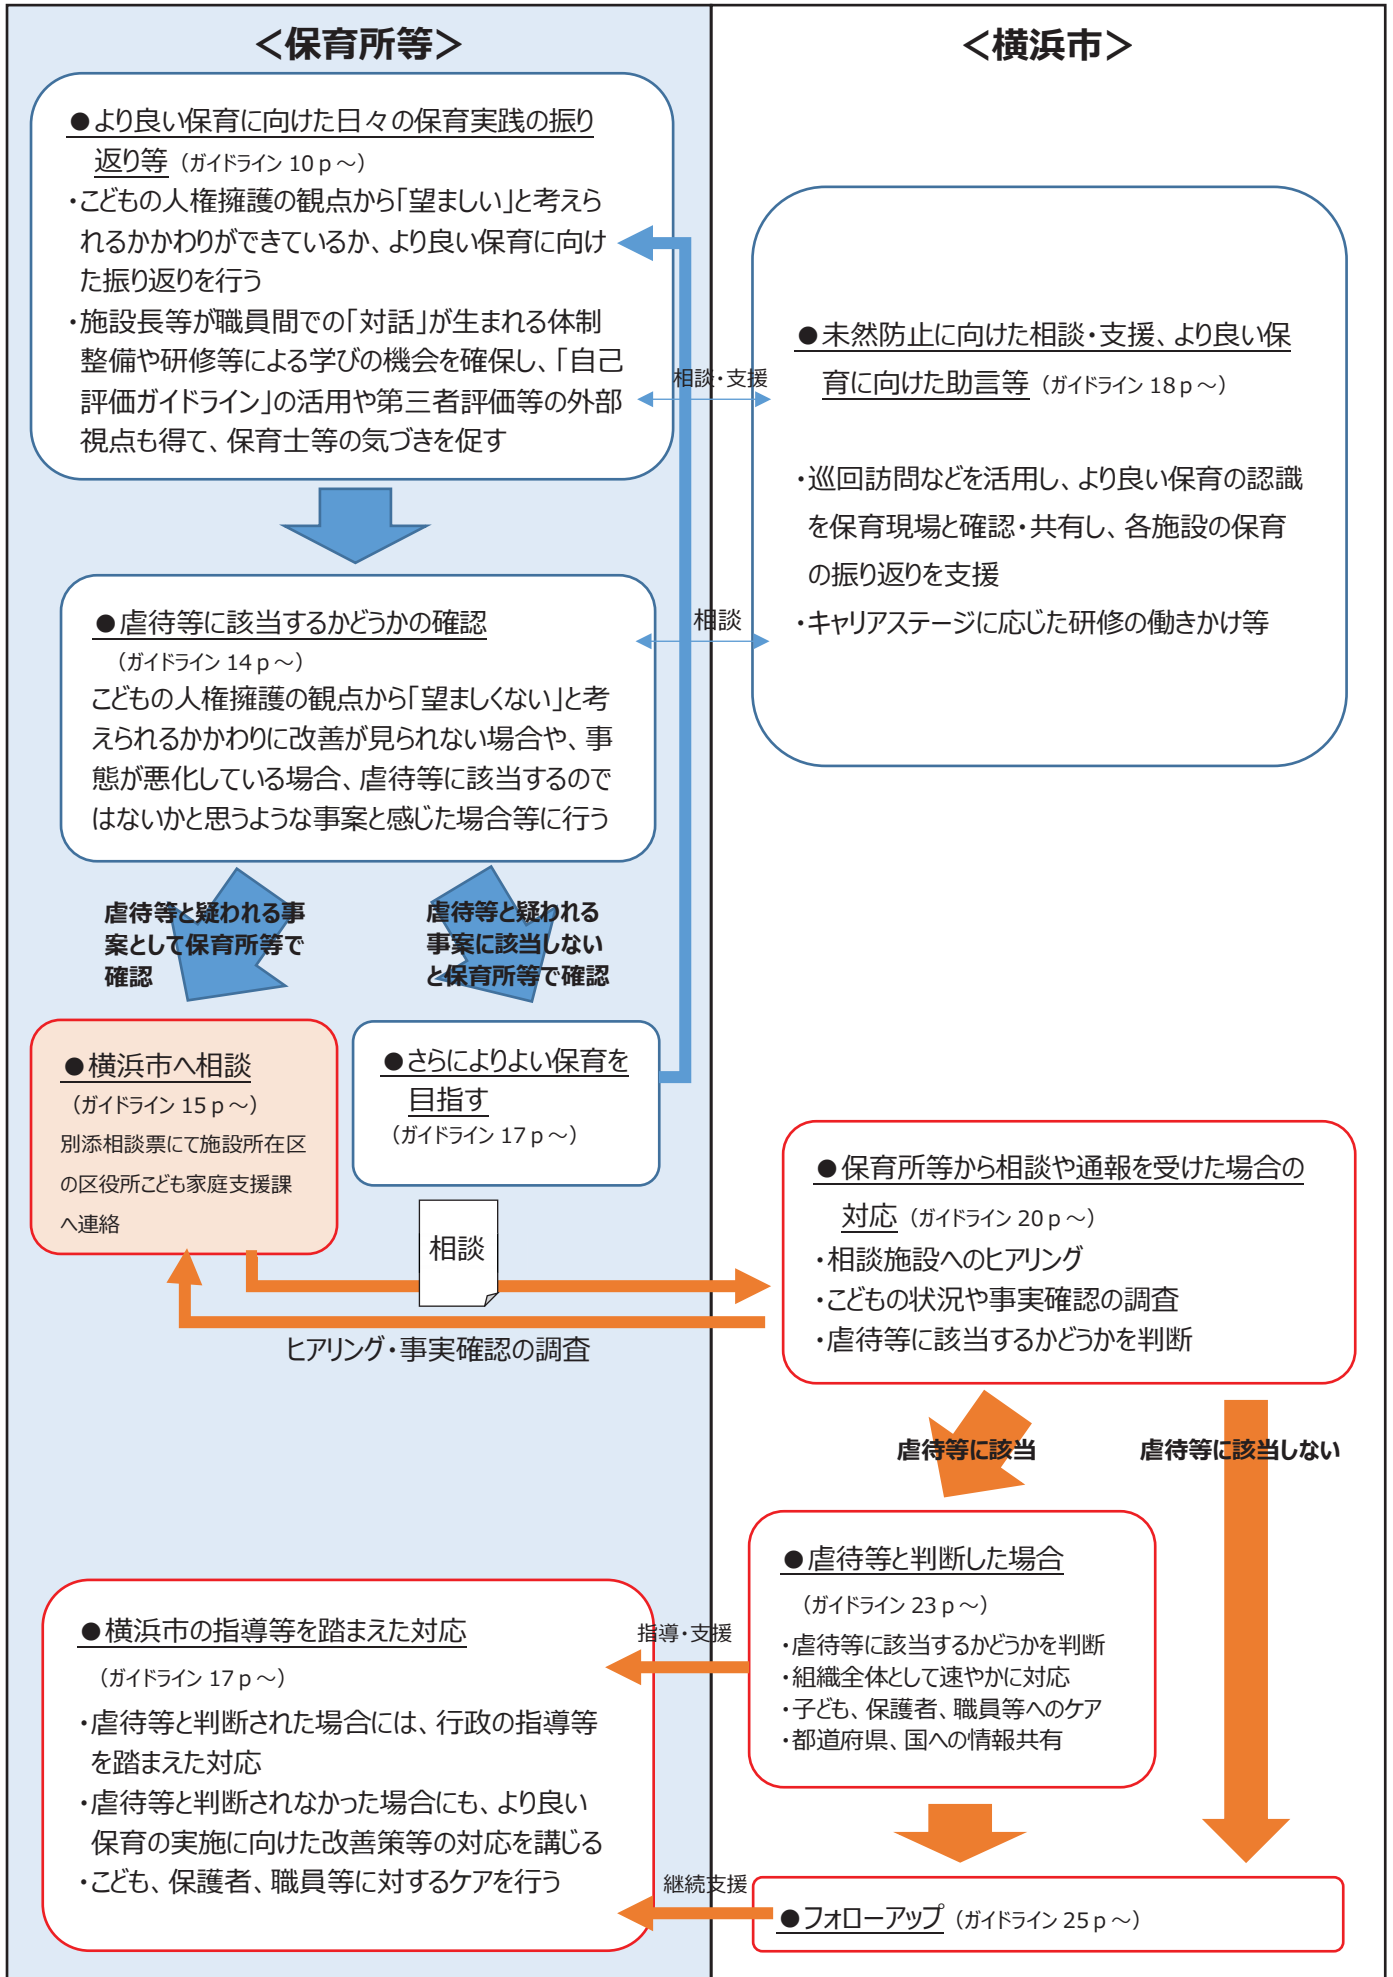 ＜保育所等＞
●より良い保育に向けた日々の保育実践の振り
返り等（ガイドライン 10ｐ～）
・こどもの人権擁護の観点から「望ましい」と考えら
れるかかわりができているか、より良い保育に向け
た振り返りを行う
・施設長等が職員間での「対話」が生まれる体制
整備や研修等による学びの機会を確保し、「自己
評価ガイドライン」の活用や第三者評価等の外部
視点も得て、保育士等の気づきを促す
＜横浜市＞
●未然防止に向けた相談・支援、より良い保
育に向けた助言等（ガイドライン 18ｐ～）
・巡回訪問などを活用し、より良い保育の認識
を保育現場と確認・共有し、各施設の保育
の振り返りを支援
・キャリアステージに応じた研修の働きかけ等
相談・支援
相談
●虐待等に該当するかどうかの確認
（ガイドライン 14ｐ～）
こどもの人権擁護の観点から「望ましくない」と考
えられるかかわりに改善が見られない場合や、事
態が悪化している場合、虐待等に該当するので
はないかと思うような事案と感じた場合等に行う
虐待等と疑われる事
案として保育所等で
確認
虐待等と疑われる
事案に該当しない
と保育所等で確認
●横浜市へ相談
（ガイドライン 15ｐ～）
別添相談票にて施設所在区
の区役所こども家庭支援課
へ連絡
●さらによりよい保育を
目指す
（ガイドライン 17ｐ～）
相談
ヒアリング・事実確認の調査
●保育所等から相談や通報を受けた場合の
対応（ガイドライン 20ｐ～）
・相談施設へのヒアリング
・こどもの状況や事実確認の調査
・虐待等に該当するかどうかを判断
虐待等に該当
虐待等に該当しない
●虐待等と判断した場合
（ガイドライン 23ｐ～）
・虐待等に該当するかどうかを判断
・組織全体として速やかに対応
・子ども、保護者、職員等へのケア
・都道府県、国への情報共有
指導・支援
●横浜市の指導等を踏まえた対応
（ガイドライン 17ｐ～）
・虐待等と判断された場合には、行政の指導等
を踏まえた対応
・虐待等と判断されなかった場合にも、より良い
保育の実施に向けた改善策等の対応を講じる
・こども、保護者、職員等に対するケアを行う
継続支援
●フォローアップ（ガイドライン 25ｐ～）